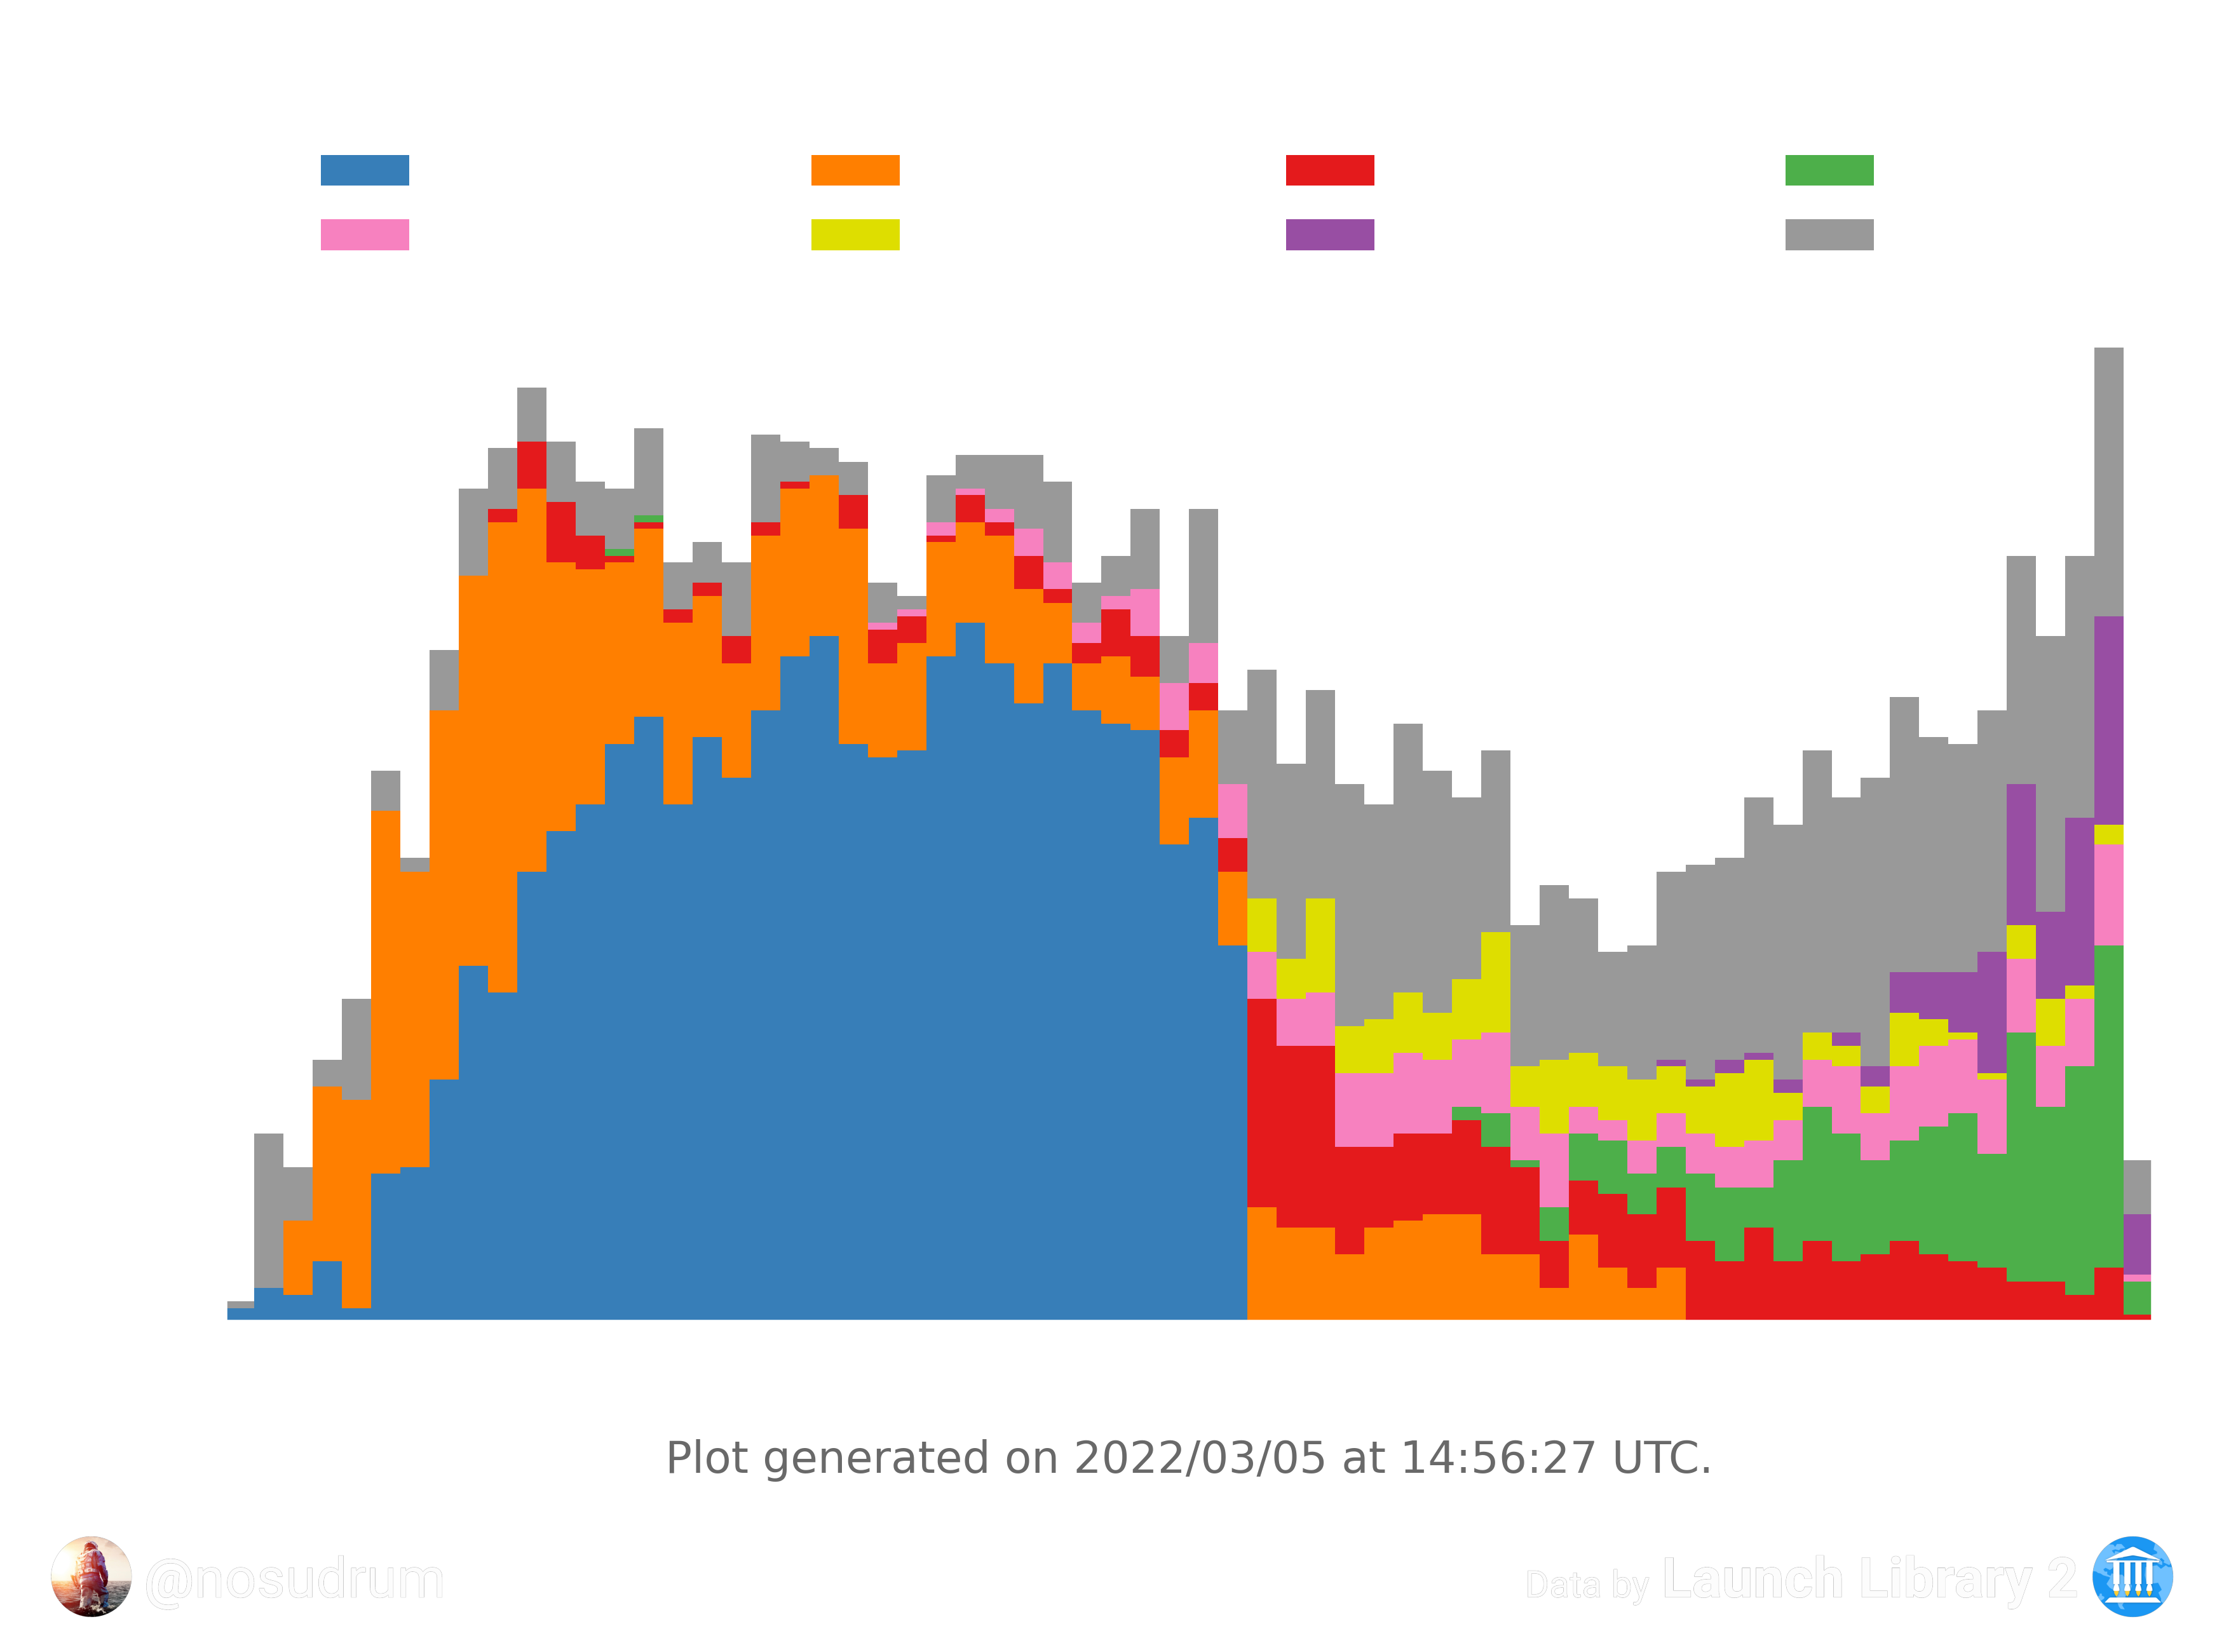 Plot generated on 2022/03/05 at 14:56:27 UTC.
@nosudrum
Data by Launch Library 2